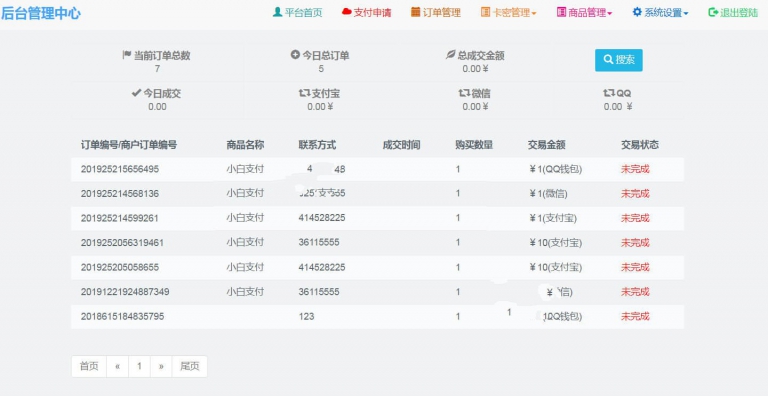 后台管理中心 平台首页 支付申请 订单管理 卡密管理 商品管理 系统设置 退出登陆
当前订单总数 今日总订单 总成交金额 搜索
7 5 0.00 ¥
今日成交 支付宝 微信 QQ
0.00 0.00 ¥ 0.00 ¥ 0.00 ¥
订单编号/商户订单编号 商品名称 联系方式 成交时间 购买数量 交易金额 交易状态
201925215656495 小白支付 4 48 1 ¥ 1(QQ钱包) 未完成
201925214568136 小白支付 1 ¥ 1(微信) 未完成
201925214599261 小白支付 414528225 1 ¥ 1(支付宝) 未完成
201925205631946​1 小白支付 36115555 1 ¥ 10(支付宝) 未完成
201925205058655 小白支付 414528225 1 ¥ 10(支付宝) 未完成
20191221924887349 小白支付 36115555 1 ¥ 信) 未完成
2018615184835795 123 1 1 QQ钱包) 未完成
首页 « 1 » 尾页